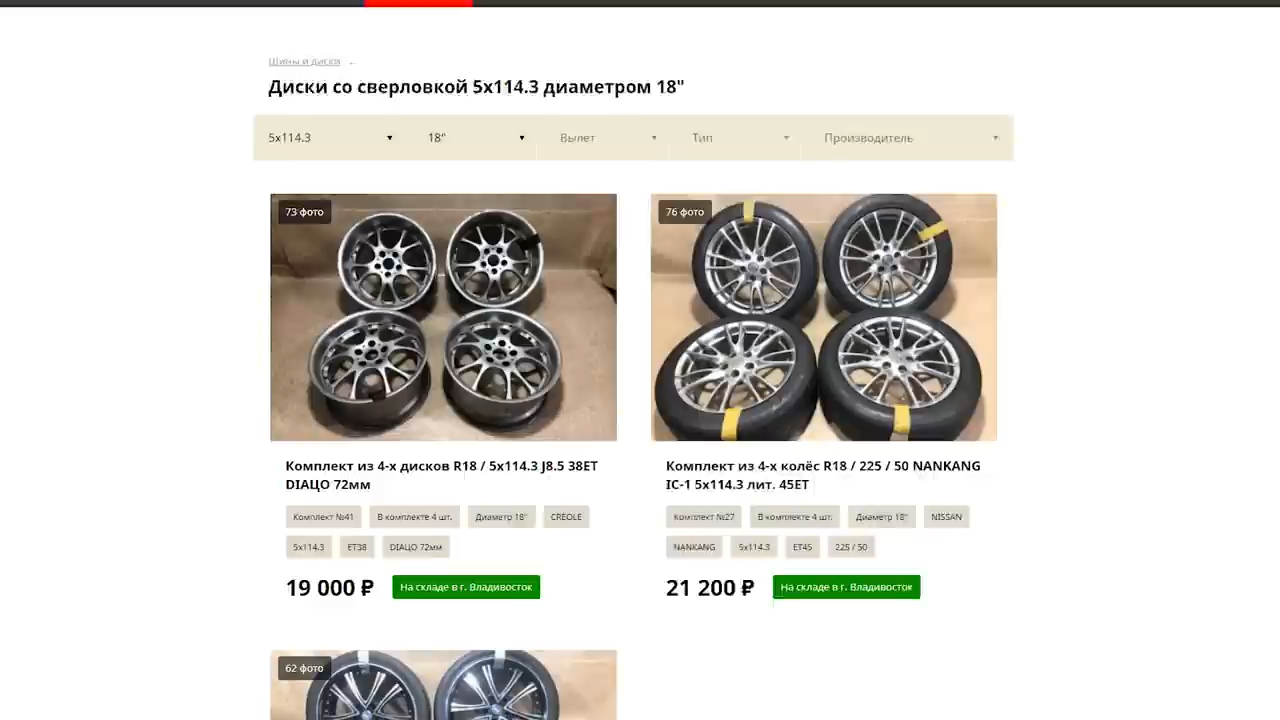 Шины и диски ←
Диски со сверловкой 5x114.3 диаметром 18"
5x114.3 18" Вылет Тип Производитель
73 фото
76 фото
Комплект из 4-х дисков R18 / 5x114.3 J8.5 38ET
DIAЦО 72мм
Комплект №41 В комплекте 4 шт. Диаметр 18" CREOLE
5x114.3 ET38 DIAЦО 72мм
19 000 ₽ На складе в г. Владивосток
Комплект из 4-х колёс R18 / 225 / 50 NANKANG
IC-1 5x114.3 лит. 45ET
Комплект №27 В комплекте 4 шт. Диаметр 18" NISSAN
NANKANG 5x114.3 ET45 225 / 50
21 200 ₽ На складе в г. Владивосток
62 фото